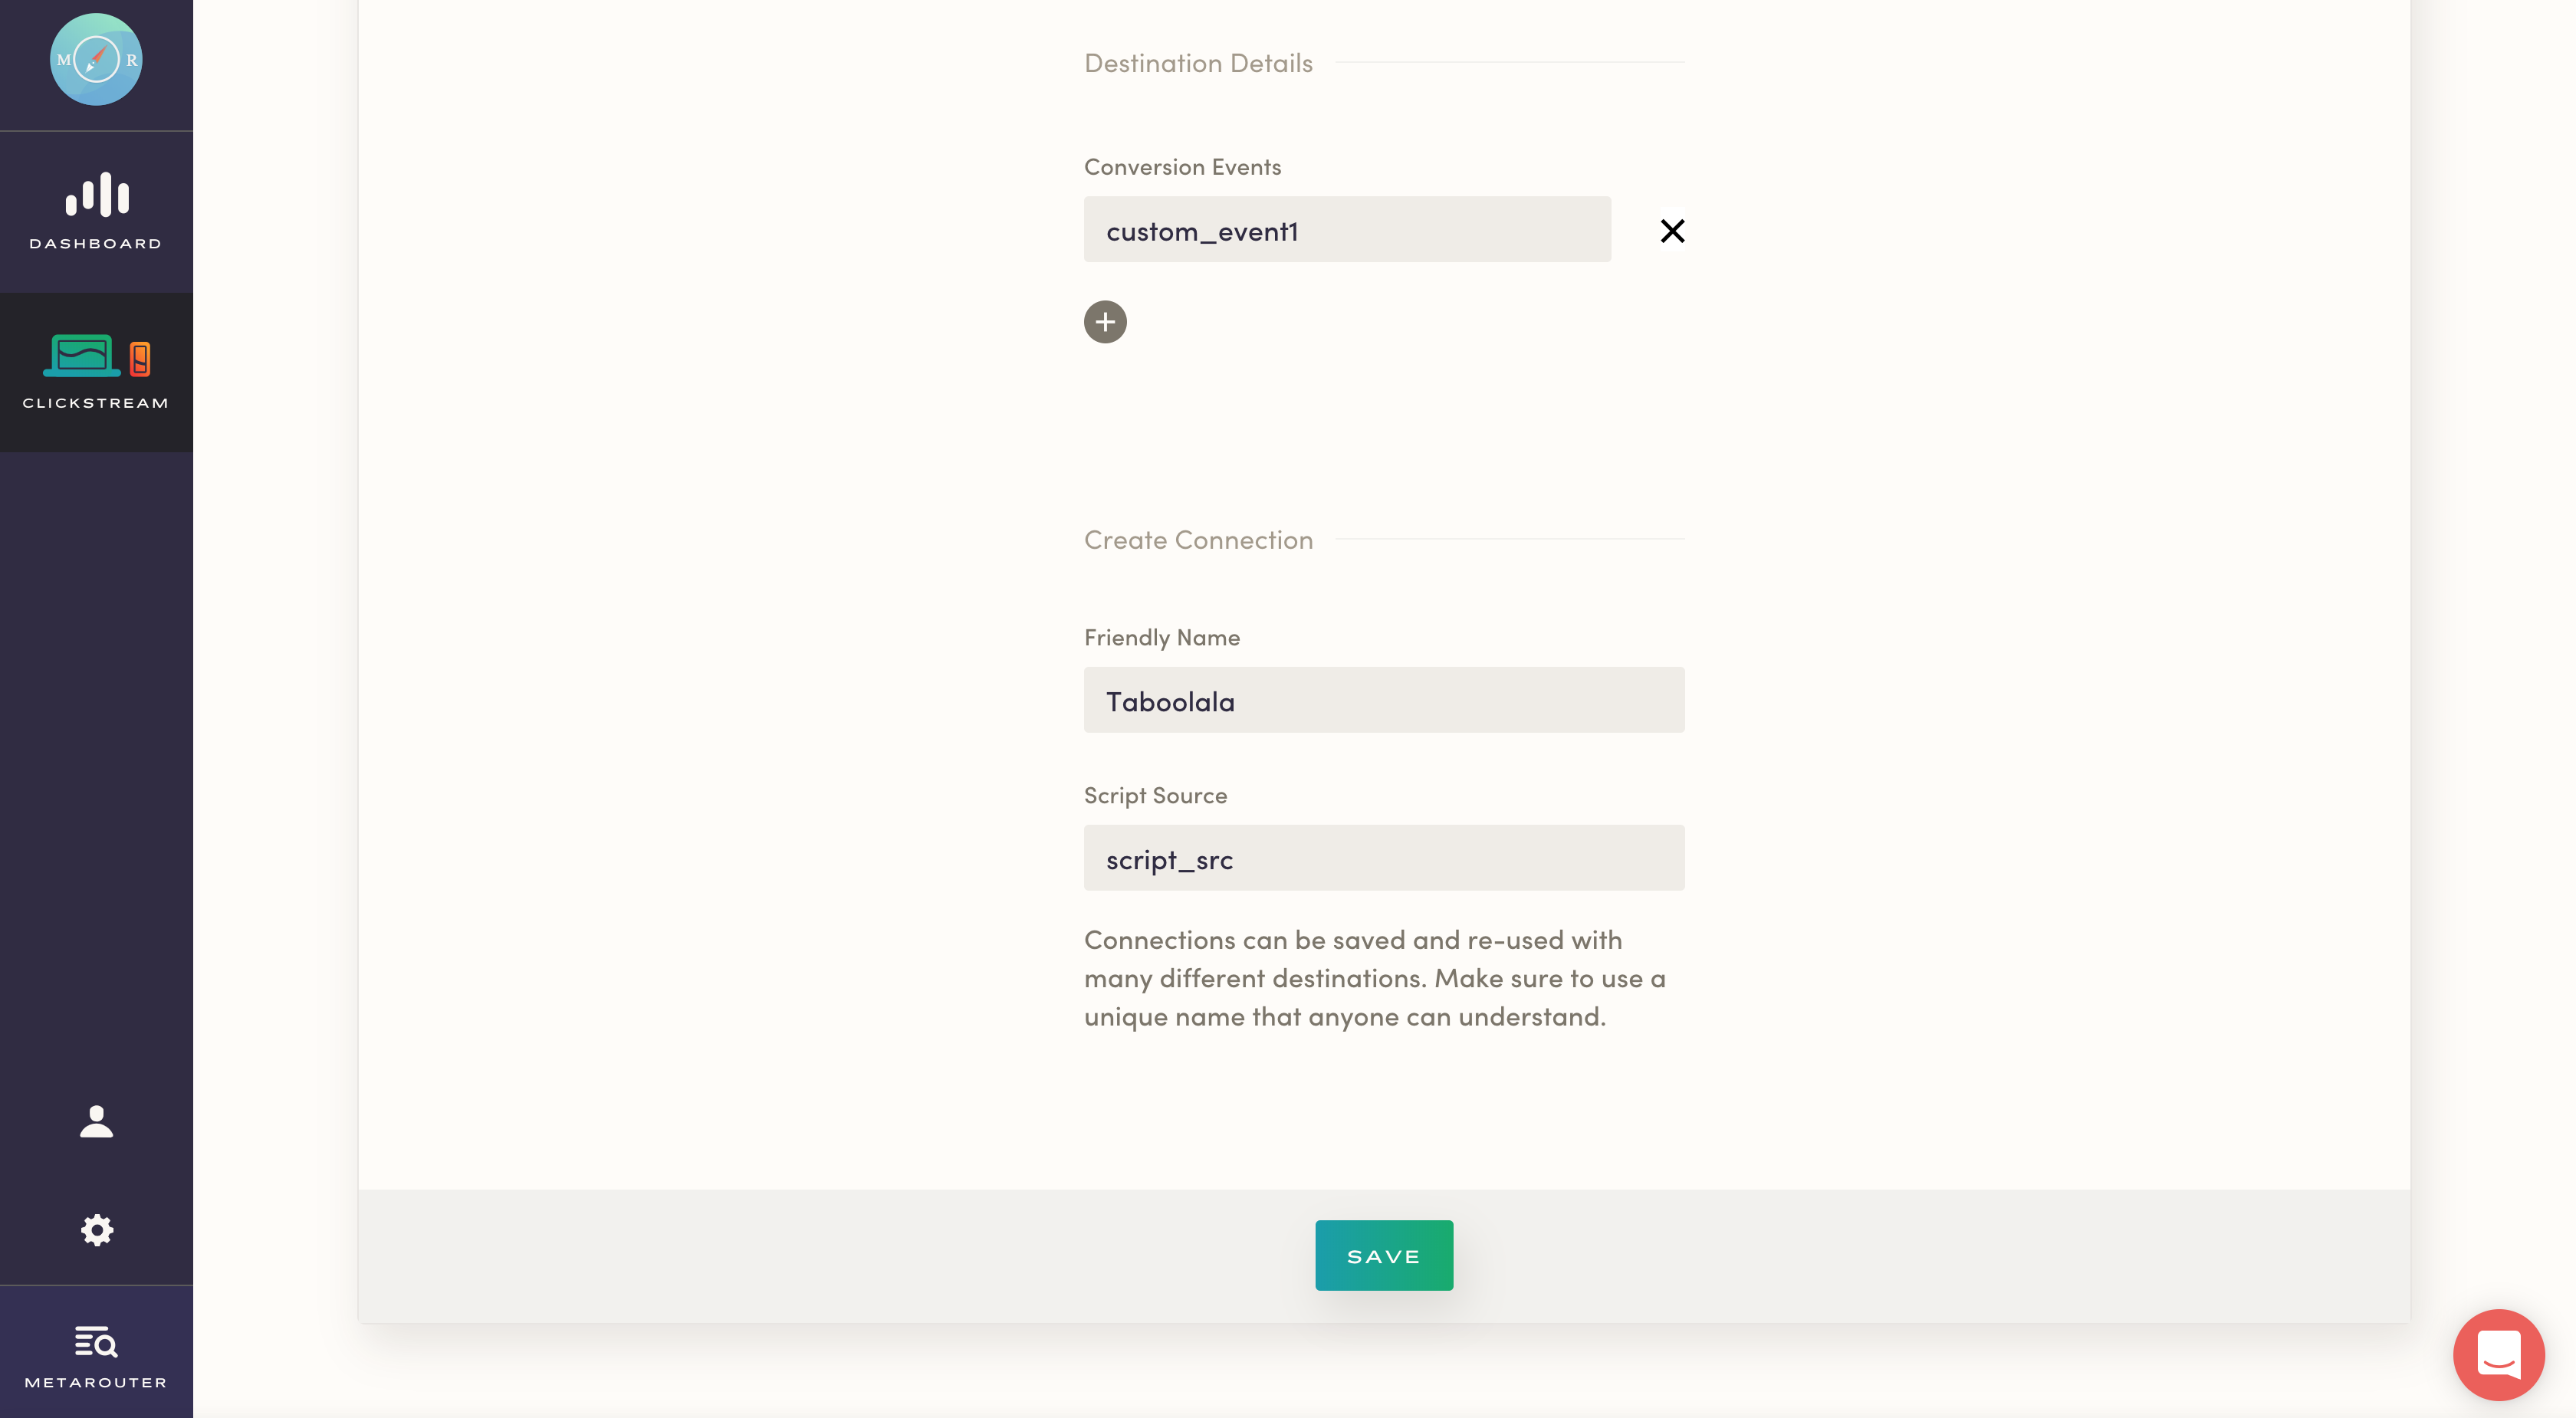 M R
DASHBOARD
CLICKSTREAM
METAROUTER
Destination Details
Conversion Events
custom_event1
Create Connection
Friendly Name
Taboolala
Script Source
script_src
Connections can be saved and re-used with
many different destinations. Make sure to use a
unique name that anyone can understand.
SAVE